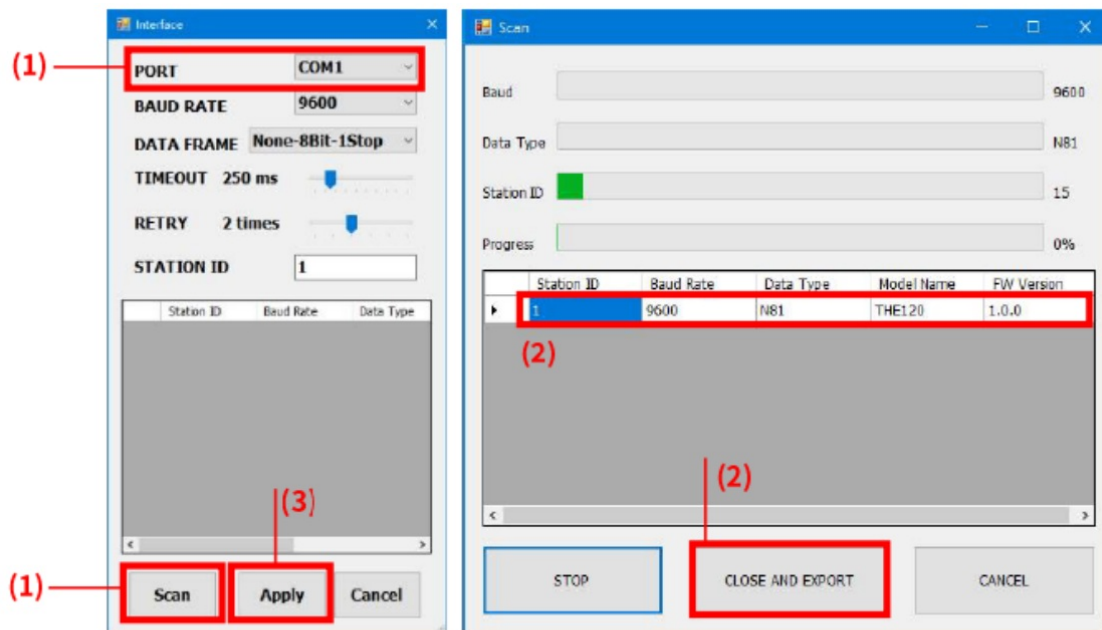 Interface
(1)
PORT COM1
BAUD RATE 9600
DATA FRAME None-8Bit-1Stop
TIMEOUT 250 ms
RETRY 2 times
STATION ID 1
Station ID Baud Rate Data Type
(3)
(1)
Scan Apply Cancel
Scan
Baud 9600
Data Type N81
Station ID 15
Progress 0%
Station ID Baud Rate Data Type Model Name FW Version
1 9600 N81 THE120 1.0.0
(2)
(2)
STOP CLOSE AND EXPORT CANCEL